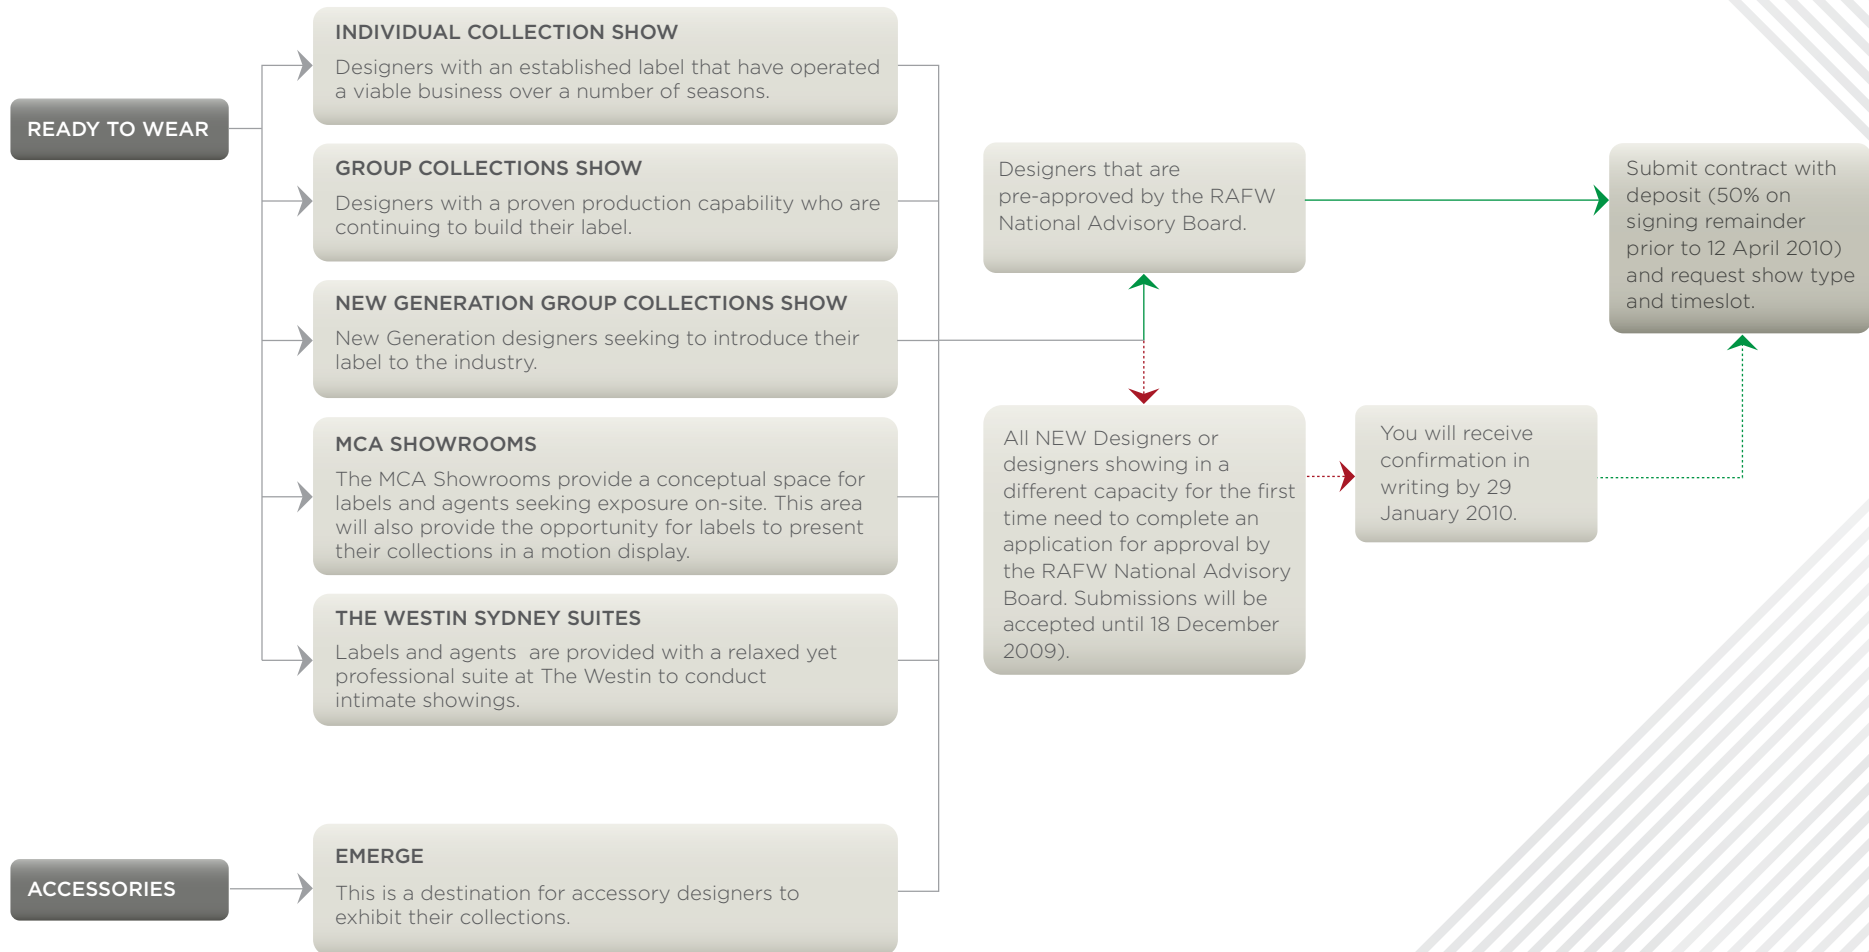 READY TO WEAR
INDIVIDUAL COLLECTION SHOW
Designers with an established label that have operated
a viable business over a number of seasons.
GROUP COLLECTIONS SHOW
Designers with a proven production capability who are
continuing to build their label.
NEW GENERATION GROUP COLLECTIONS SHOW
New Generation designers seeking to introduce their
label to the industry.
MCA SHOWROOMS
The MCA Showrooms provide a conceptual space for
labels and agents seeking exposure on-site. This area
will also provide the opportunity for labels to present
their collections in a motion display.
THE WESTIN SYDNEY SUITES
Labels and agents are provided with a relaxed yet
professional suite at The Westin to conduct
intimate showings.
ACCESSORIES
EMERGE
This is a destination for accessory designers to
exhibit their collections.
Designers that are
pre-approved by the RAFW
National Advisory Board.
All NEW Designers or
designers showing in a
different capacity for the first
time need to complete an
application for approval by
the RAFW National Advisory
Board. Submissions will be
accepted until 18 December
2009).
You will receive
confirmation in
writing by 29
January 2010.
Submit contract with
deposit (50% on
signing remainder
prior to 12 April 2010)
and request show type
and timeslot.